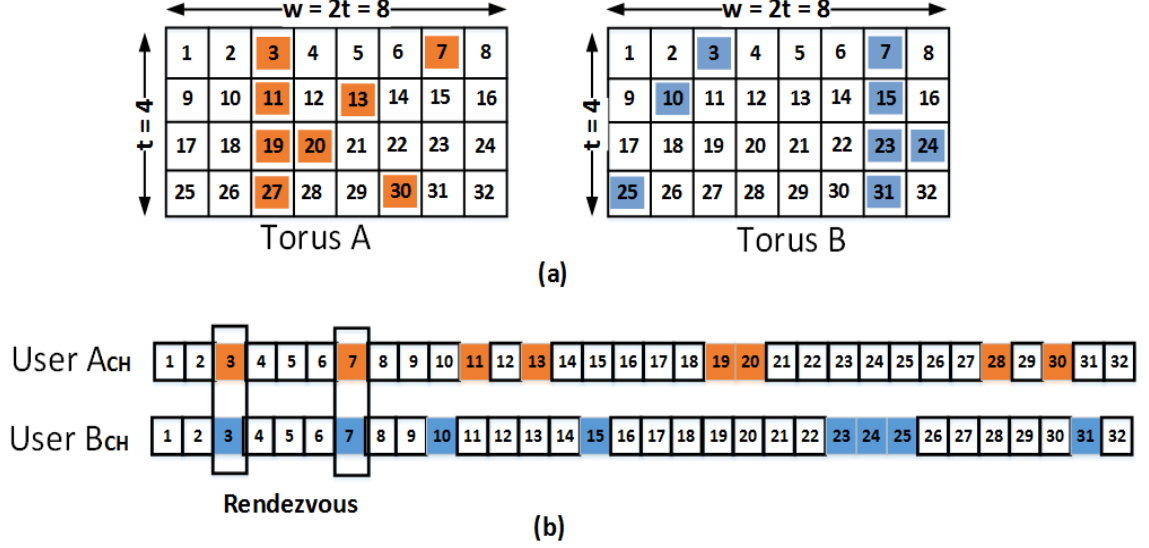 w = 2t = 8 w = 2t = 8
t = 4 1 2 3 4 5 6 7 8 t = 4 1 2 3 4 5 6 7 8
9 10 11 12 13 14 15 16 9 10 11 12 13 14 15 16
17 18 19 20 21 22 23 24 17 18 19 20 21 22 23 24
25 26 27 28 29 30 31 32 25 26 27 28 29 30 31 32
Torus A Torus B
(a)
User ACH 1 2 3 4 5 6 7 8 9 10 11 12 13 14 15 16 17 18 19 20 21 22 23 24 25 26 27 28 29 30 31 32
User BCH 1 2 3 4 5 6 7 8 9 10 11 12 13 14 15 16 17 18 19 20 21 22 23 24 25 26 27 28 29 30 31 32
Rendezvous
(b)